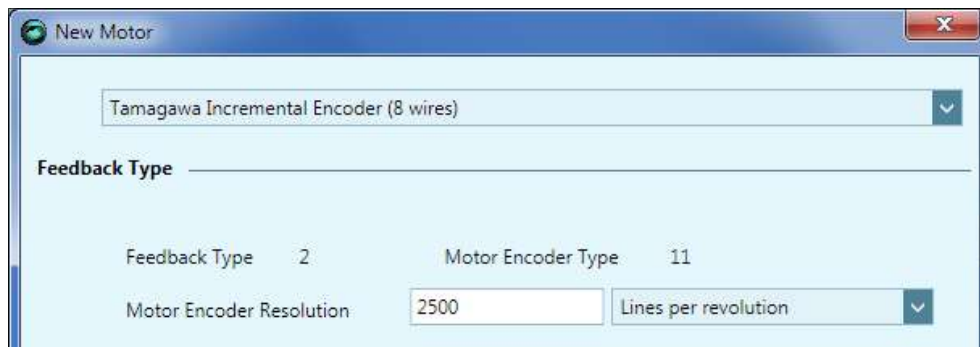 New Motor
Tamagawa Incremental Encoder (8 wires)
Feedback Type
Feedback Type 2 Motor Encoder Type 11
Motor Encoder Resolution 2500 Lines per revolution